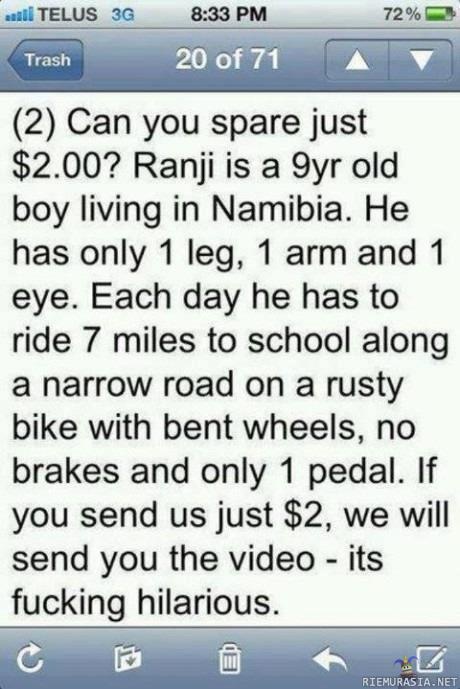 TELUS 3G 8:33 PM 72%
Trash 20 of 71
(2) Can you spare just
$2.00? Ranji is a 9yr old
boy living in Namibia. He
has only 1 leg, 1 arm and 1
eye. Each day he has to
ride 7 miles to school along
a narrow road on a rusty
bike with bent wheels, no
brakes and only 1 pedal. If
you send us just $2, we will
send you the video - its
fucking hilarious.
RIEMURASIA.NET